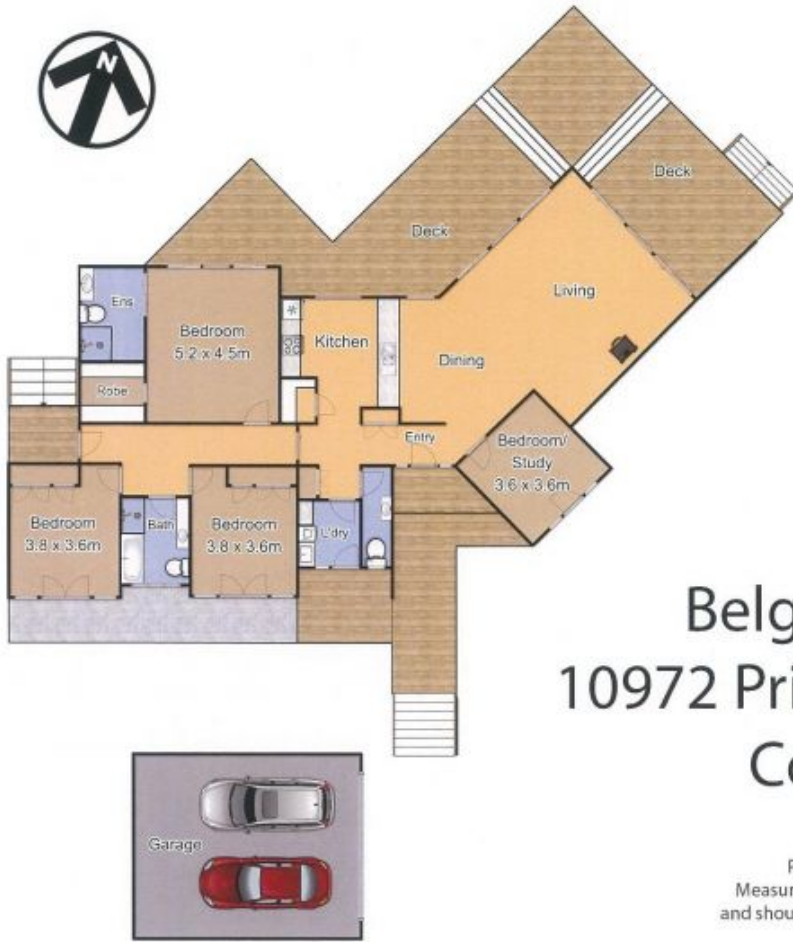 N
Deck
Deck
Living
Ens
Bedroom
5.2 x 4.5m
Kitchen
Dining
Robe
Entry
Bedroom/
Study
3.6 x 3.6m
Bedroom
3.8 x 3.6m
Bath
Bedroom
3.8 x 3.6m
L'dry
Belg
10972 Pri
Co
Garage
Measur
and shou